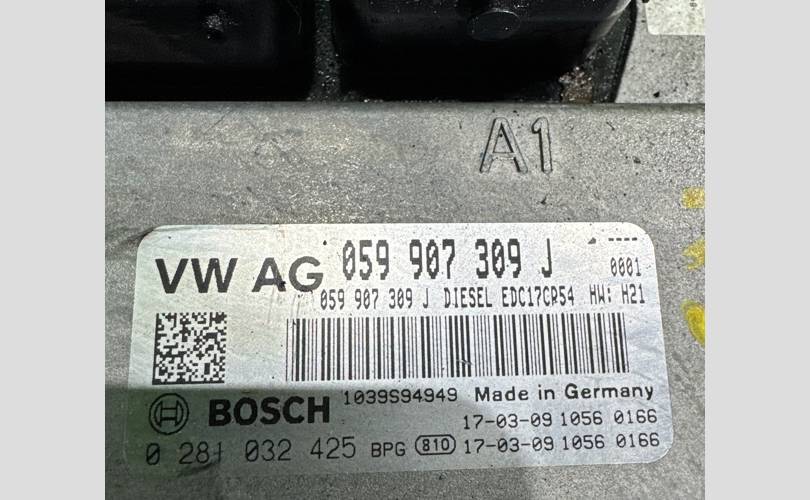 A1
VW AG 059 907 309 J ----
0001
059 907 309 J DIESEL EDC17CR54 HW: H21
1039S94949 Made in Germany
BOSCH 17-03-09 1056 0166
0 281 032 425 BPG 810 17-03-09 1056 0166